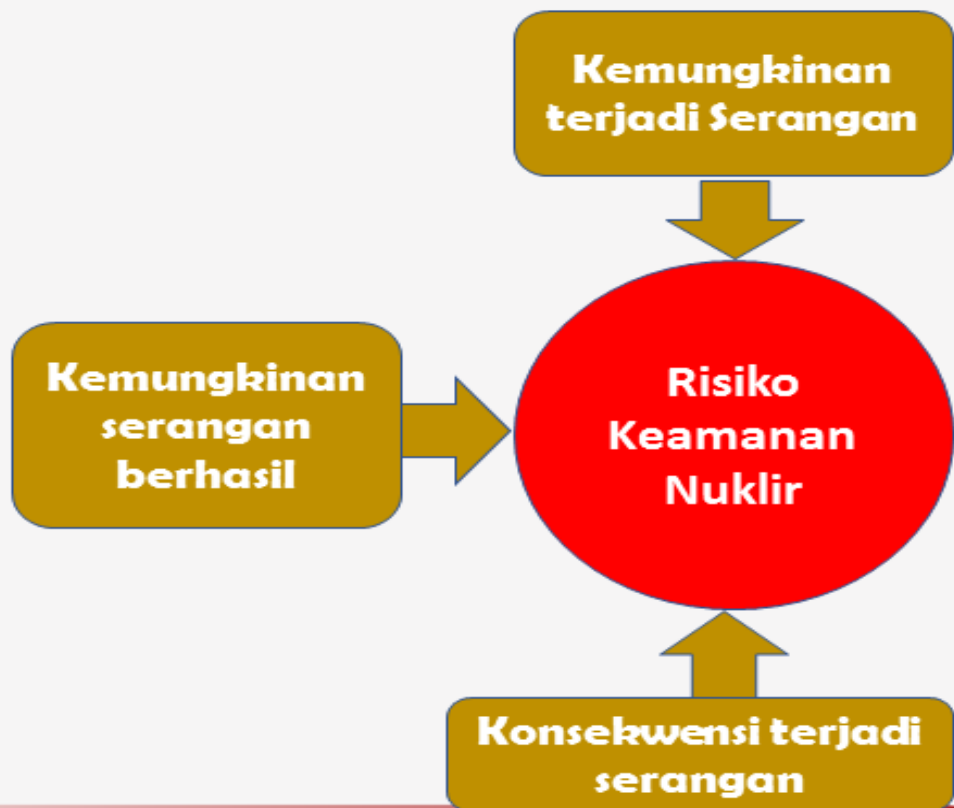 Kemungkinan
terjadi Serangan
Kemungkinan
serangan
berhasil
Risiko
Keamanan
Nuklir
Konsekwensi terjadi
serangan